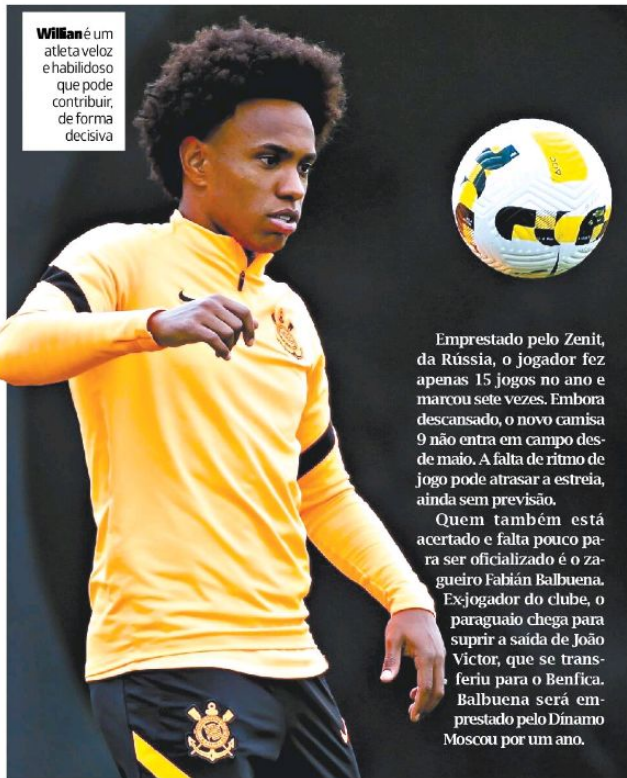 Willian é um
atleta veloz
e habilidoso
que pode
contribuir,
de forma
decisiva
Emprestado pelo Zenit,
da Rússia, o jogador fez
apenas 15 jogos no ano e
marcou sete vezes. Embora
descansado, o novo camisa
9 não entra em campo des-
de maio. A falta de ritmo de
jogo pode atrasar a estreia,
ainda sem previsão.
Quem também está
acertado e falta pouco pa-
ra ser oficializado é o za-
gueiro Fabián Balbuena.
Ex-jogador do clube, o
paraguaio chega para
suprir a saída de João
Victor, que se trans-
feriu para o Benfica.
Balbuena será em-
prestado pelo Dínamo
Moscou por um ano.